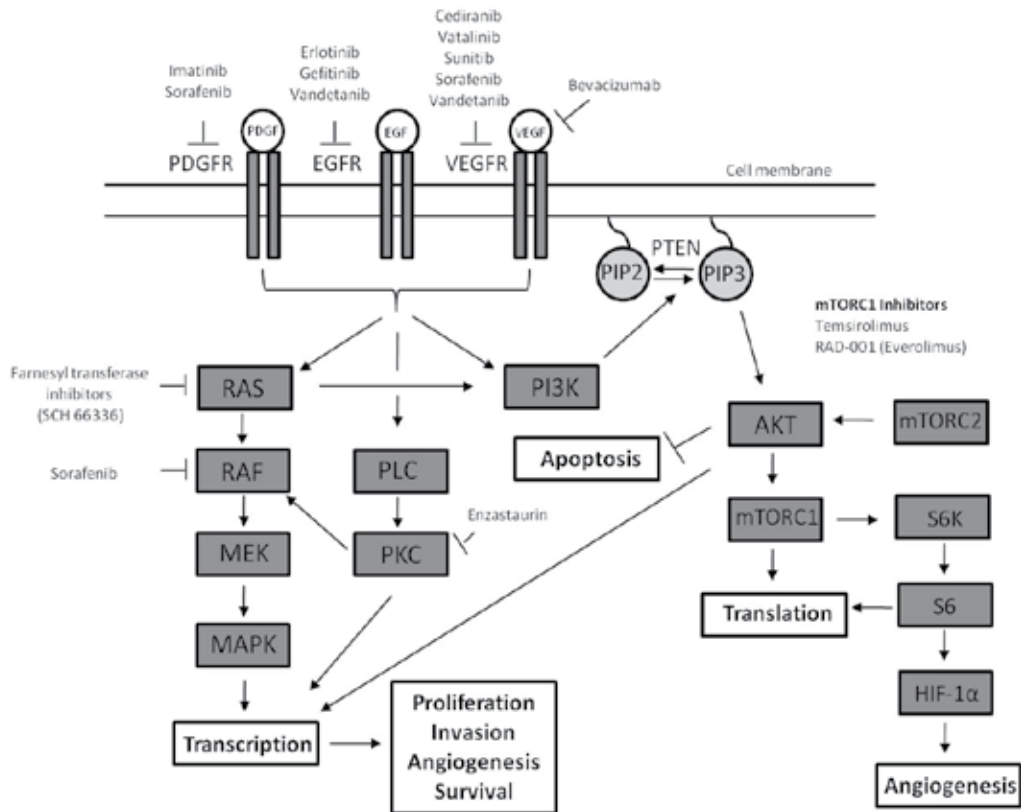 Cediranib
Vatalinib
Sunitib
Sorafenib
Vandetanib
Erlotinib
Gefitinib
Vandetanib
Imatinib
Sorafenib
Bevacizumab
PDGF
EGF
VEGF
PDGFR
EGFR
VEGFR
Cell membrane
PTEN
PIP2
PIP3
mTORC1 Inhibitors
Temsirolimus
RAD-001 (Everolimus)
Farnesyl transferase
inhibitors
(SCH 66336)
RAS
PI3K
AKT
mTORC2
Sorafenib
RAF
PLC
Apoptosis
Enzastaurin
mTORC1
S6K
MEK
PKC
Translation
S6
MAPK
HIF-1α
Transcription
Proliferation
Invasion
Angiogenesis
Survival
Angiogenesis